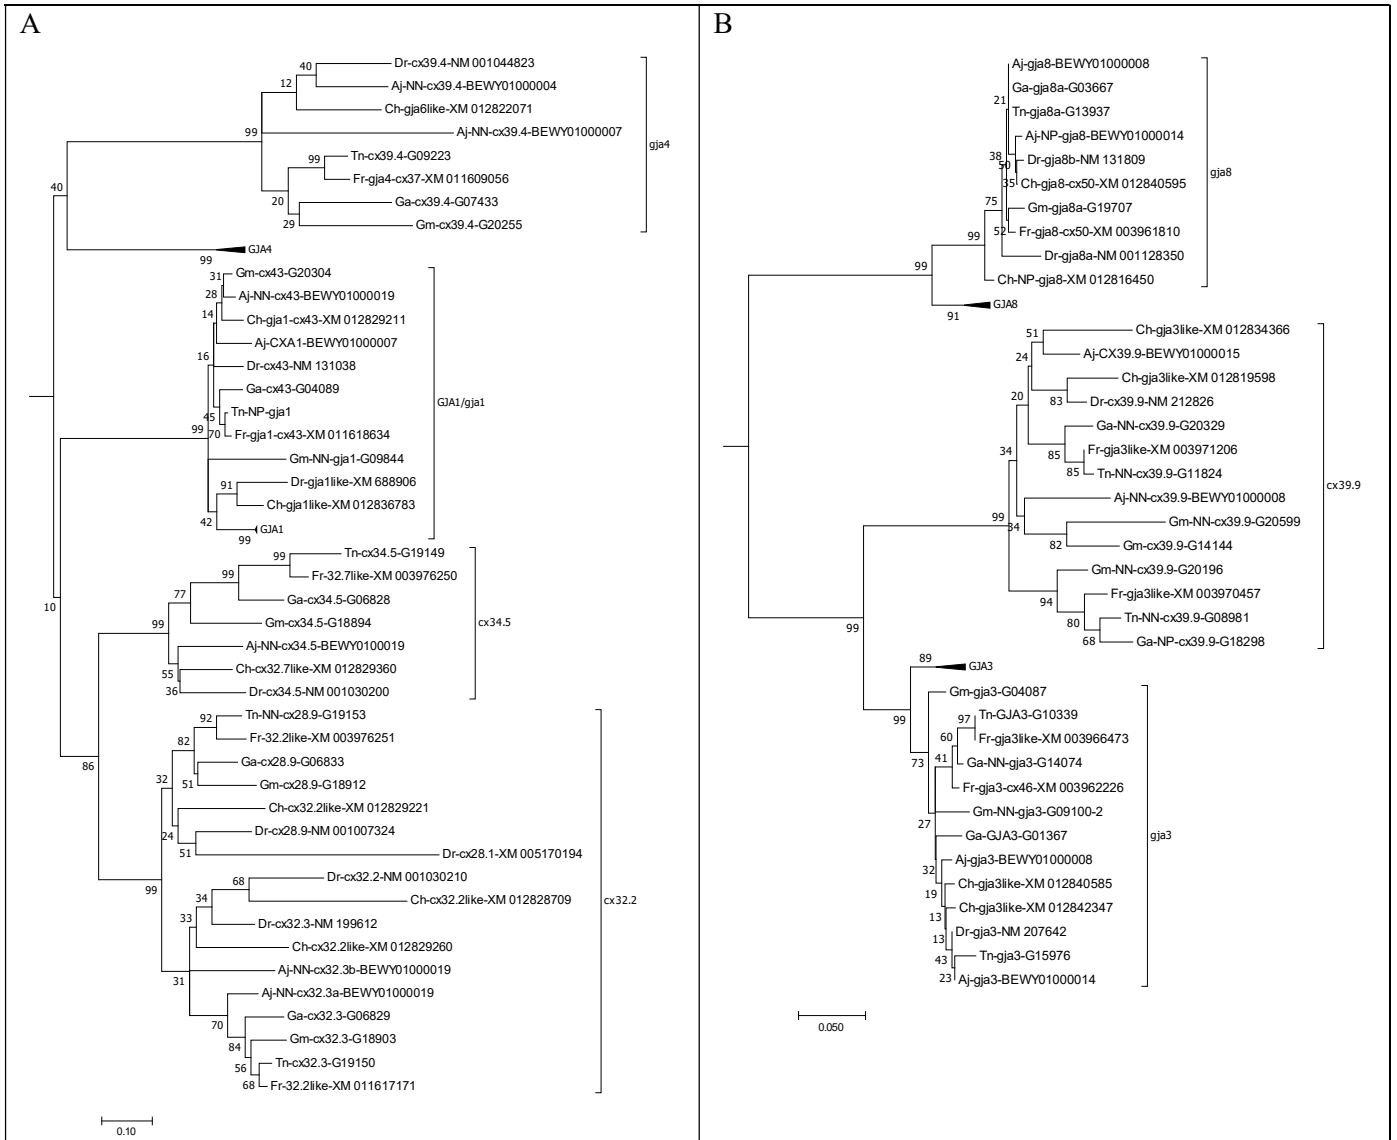 A
40
Dr-cx39.4-NM 001044823
12
Aj-NN-cx39.4-BEWY01000004
Ch-gja6like-XM 012822071
99
Aj-NN-cx39.4-BEWY01000007
gja4
99
Tn-cx39.4-G09223
Fr-gja4-cx37-XM 011609056
40
20
Ga-cx39.4-G07433
29
Gm-cx39.4-G20255
GJA4
99
31
Gm-cx43-G20304
28
Aj-NN-cx43-BEWY01000019
14
Ch-gja1-cx43-XM 012829211
Aj-CXA1-BEWY01000007
16
Dr-cx43-NM 131038
Ga-cx43-G04089
GJA1/gja1
45
Tn-NP-gja1
99
70
Fr-gja1-cx43-XM 011618634
Gm-NN-gja1-G09844
91
Dr-gja1like-XM 688906
Ch-gja1like-XM 012836783
42
GJA1
99
99
Tn-cx34.5-G19149
99
Fr-32.7like-XM 003976250
77
Ga-cx34.5-G06828
10
99
Gm-cx34.5-G18894
cx34.5
Aj-NN-cx34.5-BEWY0100019
55
Ch-cx32.7like-XM 012829360
36
Dr-cx34.5-NM 001030200
92
Tn-NN-cx28.9-G19153
82
Fr-32.2like-XM 003976251
86
Ga-cx28.9-G06833
32
51
Gm-cx28.9-G18912
Ch-cx32.2like-XM 012829221
24
Dr-cx28.9-NM 001007324
51
Dr-cx28.1-XM 005170194
99
68
Dr-cx32.2-NM 001030210
34
Ch-cx32.2like-XM 012828709
cx32.2
33
Dr-cx32.3-NM 199612
Ch-cx32.2like-XM 012829260
31
Aj-NN-cx32.3b-BEWY01000019
Aj-NN-cx32.3a-BEWY01000019
70
Ga-cx32.3-G06829
84
Gm-cx32.3-G18903
56
Tn-cx32.3-G19150
68
Fr-32.2like-XM 011617171
0.10
B
Aj-gja8-BEWY01000008
Ga-gja8a-G03667
21
Tn-gja8a-G13937
Aj-NP-gja8-BEWY01000014
38
50
Dr-gja8b-NM 131809
gja8
35
Ch-gja8-cx50-XM 012840595
75
Gm-gja8a-G19707
99
52
Fr-gja8-cx50-XM 003961810
Dr-gja8a-NM 001128350
99
Ch-NP-gja8-XM 012816450
GJA8
91
51
Ch-gja3like-XM 012834366
24
Aj-CX39.9-BEWY01000015
Ch-gja3like-XM 012819598
20
83
Dr-cx39.9-NM 212826
Ga-NN-cx39.9-G20329
34
85
Fr-gja3like-XM 003971206
85
Tn-NN-cx39.9-G11824
cx39.9
Aj-NN-cx39.9-BEWY01000008
99
34
Gm-NN-cx39.9-G20599
82
Gm-cx39.9-G14144
Gm-NN-cx39.9-G20196
94
Fr-gja3like-XM 003970457
80
Tn-NN-cx39.9-G08981
99
68
Ga-NP-cx39.9-G18298
89
GJA3
Gm-gja3-G04087
99
97
Tn-GJA3-G10339
60
Fr-gja3like-XM 003966473
73
41
Ga-NN-gja3-G14074
Fr-gja3-cx46-XM 003962226
Gm-NN-gja3-G09100-2
27
Ga-GJA3-G01367
gja3
Aj-gja3-BEWY01000008
32
Ch-gja3like-XM 012840585
19
Ch-gja3like-XM 012842347
13
Dr-gja3-NM 207642
13
Tn-gja3-G15976
43
23
Aj-gja3-BEWY01000014
0.050